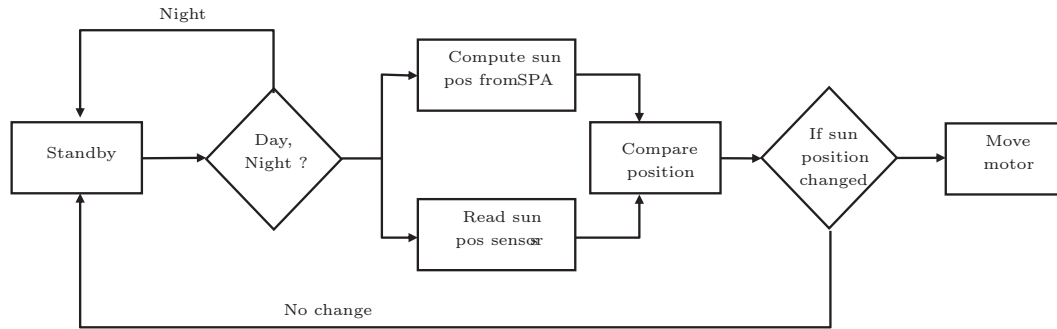 Night
Standby
Day,
Night ?
Compute sun
pos fromSPA
Read sun
pos sensor
Compare
position
If sun
position
changed
Move
motor
No change